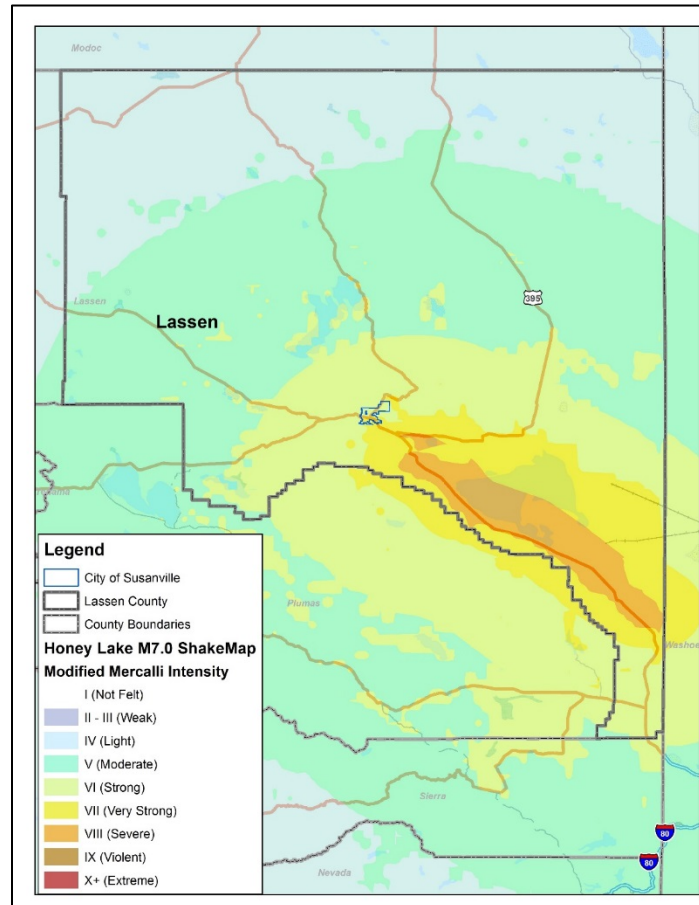 Modoc
395
Lassen
Lassen
Plumas
Washoe
Sierra
80
80
Nevada
Legend
City of Susanville
Lassen County
County Boundaries
Honey Lake M7.0 ShakeMap
Modified Mercalli Intensity
I (Not Felt)
II - III (Weak)
IV (Light)
V (Moderate)
VI (Strong)
VII (Very Strong)
VIII (Severe)
IX (Violent)
X+ (Extreme)